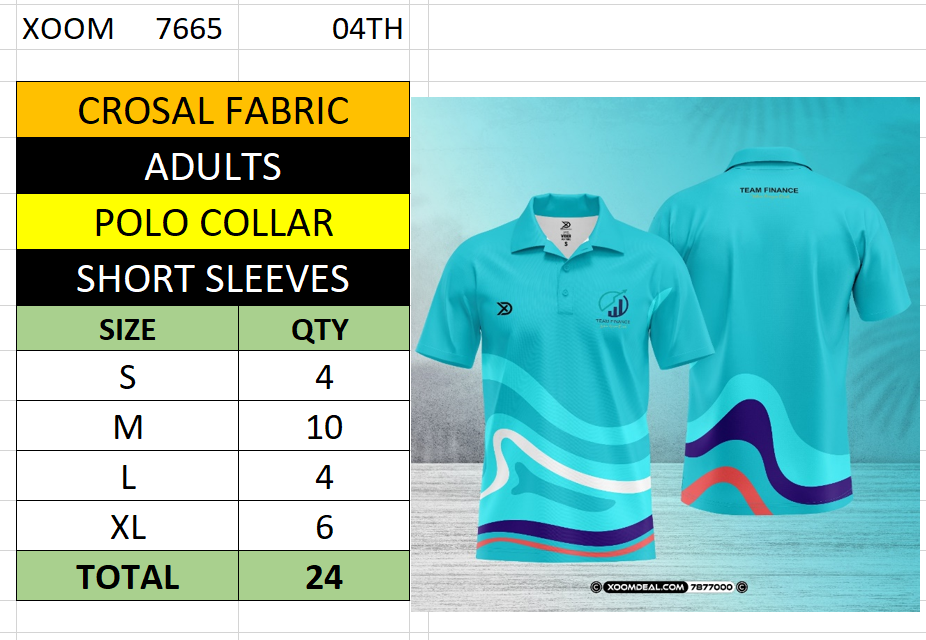 XOOM 7665 04TH
CROSAL FABRIC
ADULTS
POLO COLLAR
SHORT SLEEVES
SIZE QTY
S 4
M 10
L 4
XL 6
TOTAL 24
TEAM FINANCE
S
TEAM FINANCE
XOOMDEAL.COM 7877000